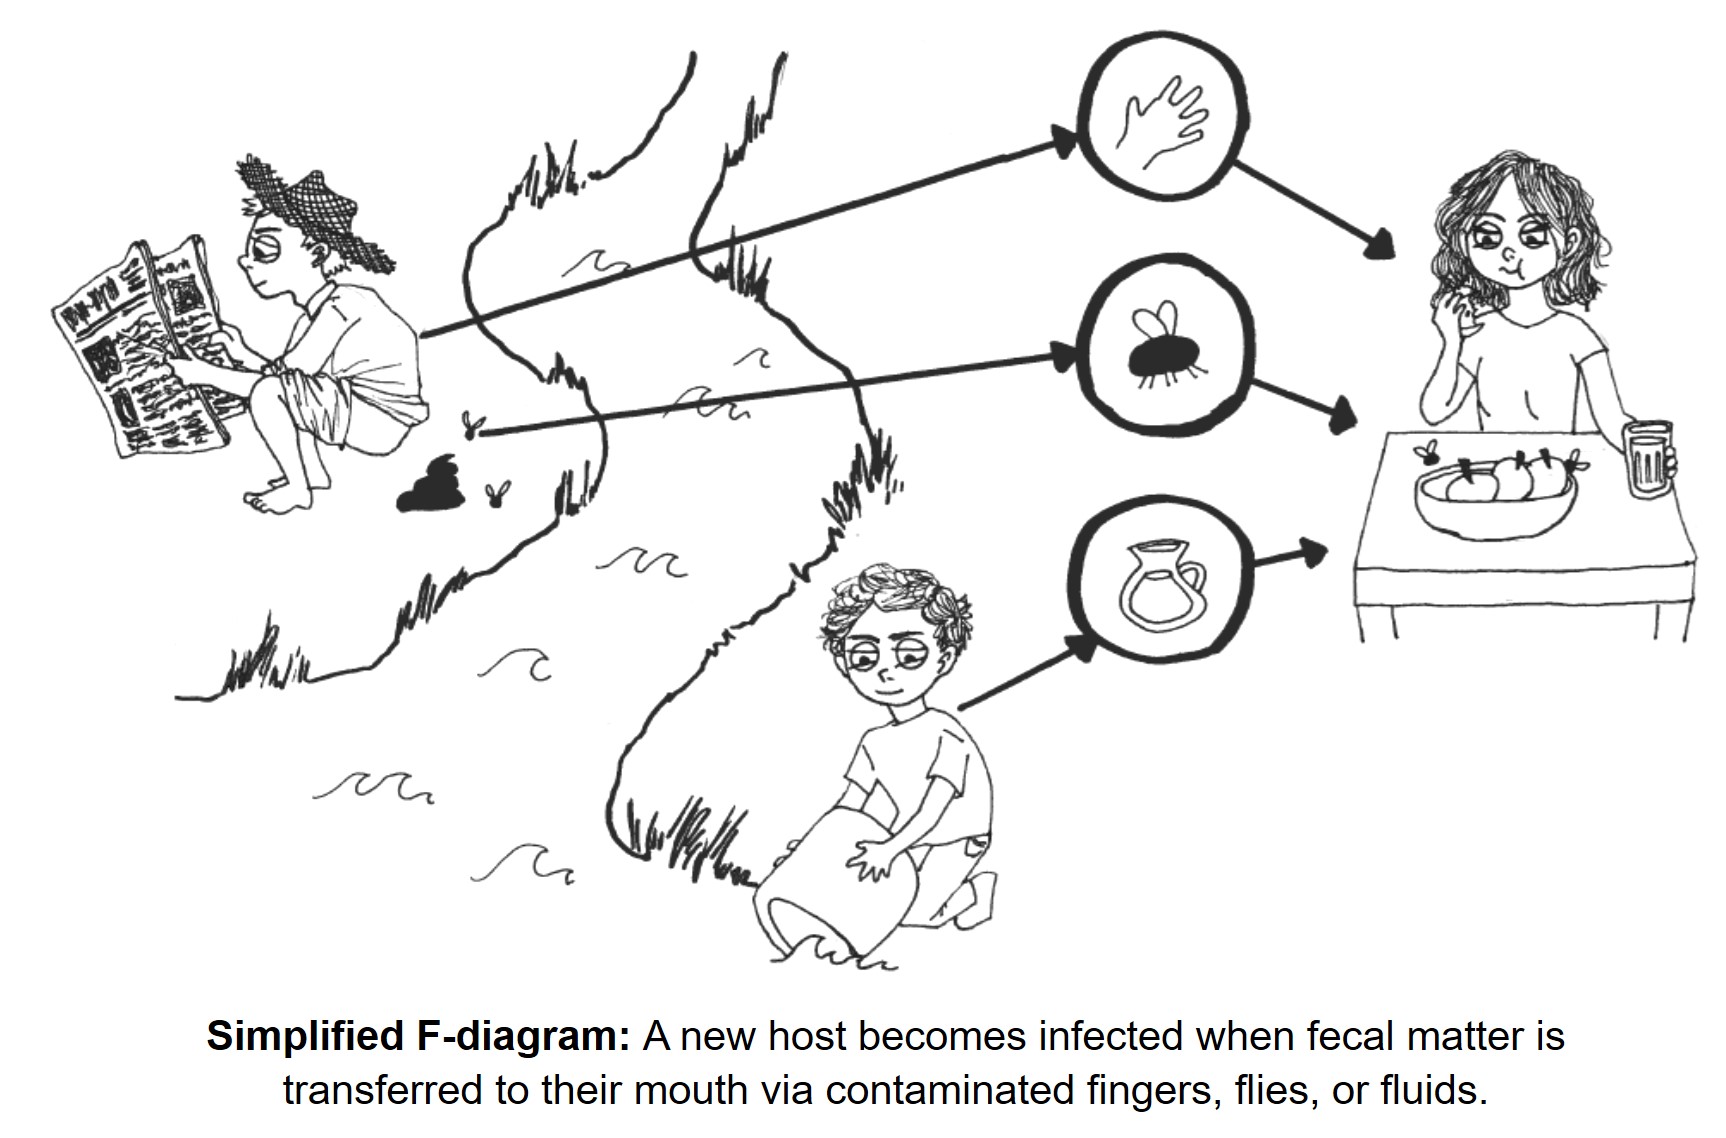 Simplified F-diagram: A new host becomes infected when fecal matter is
transferred to their mouth via contaminated fingers, flies, or fluids.